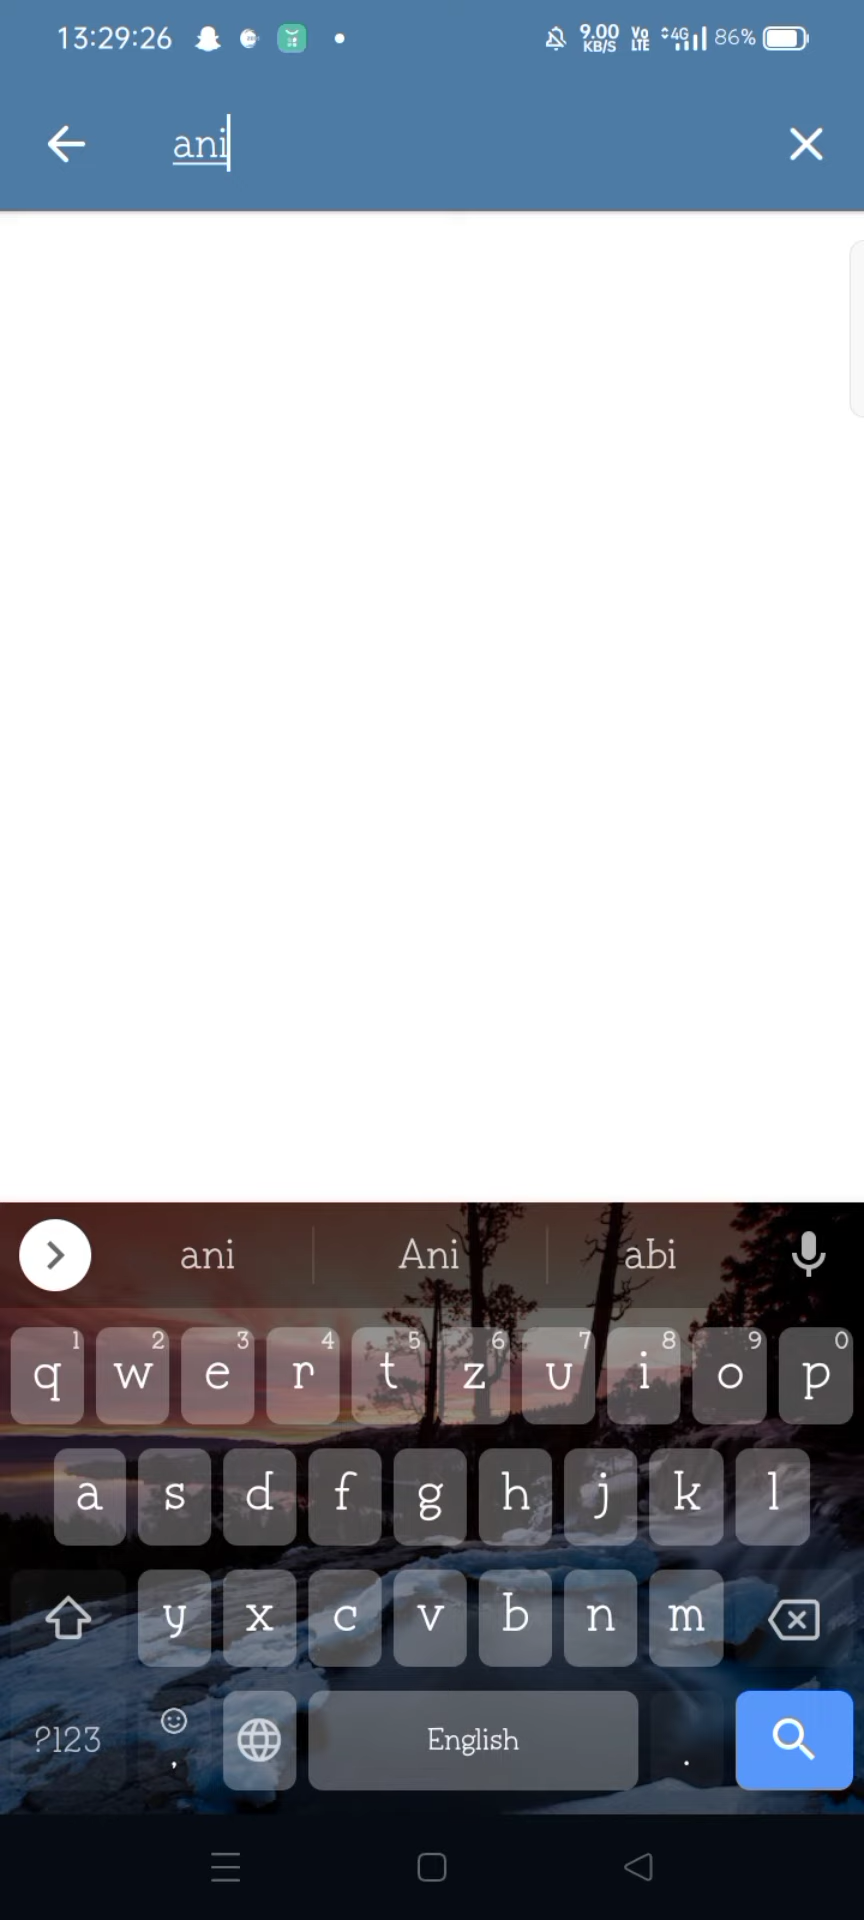 13:29:26 9.00 KB/S Vo LTE 4G 86%
ani
ani Ani abi
1 2 3 4 5 6 7 8 9 0
q w e r t z u i o p
a s d f g h j k l
y x c v b n m
?123 , English .